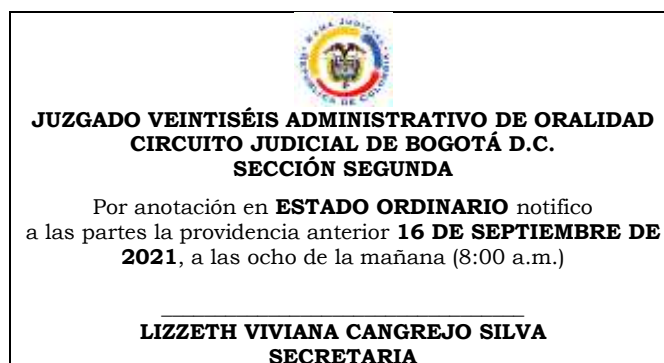 JUZGADO VEINTISÉIS ADMINISTRATIVO DE ORALIDAD
CIRCUITO JUDICIAL DE BOGOTÁ D.C.
SECCIÓN SEGUNDA
Por anotación en ESTADO ORDINARIO notifico
a las partes la providencia anterior 16 DE SEPTIEMBRE DE
2021, a las ocho de la mañana (8:00 a.m.)
LIZZETH VIVIANA CANGREJO SILVA
SECRETARIA